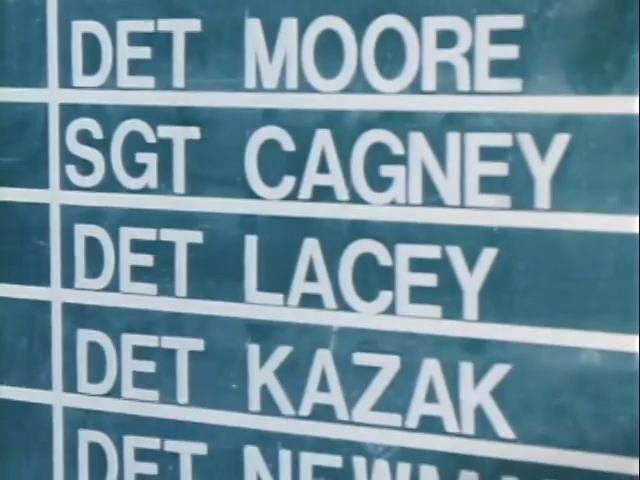 DET MOORE
SGT CAGNEY
DET LACEY
DET KAZAK
DET